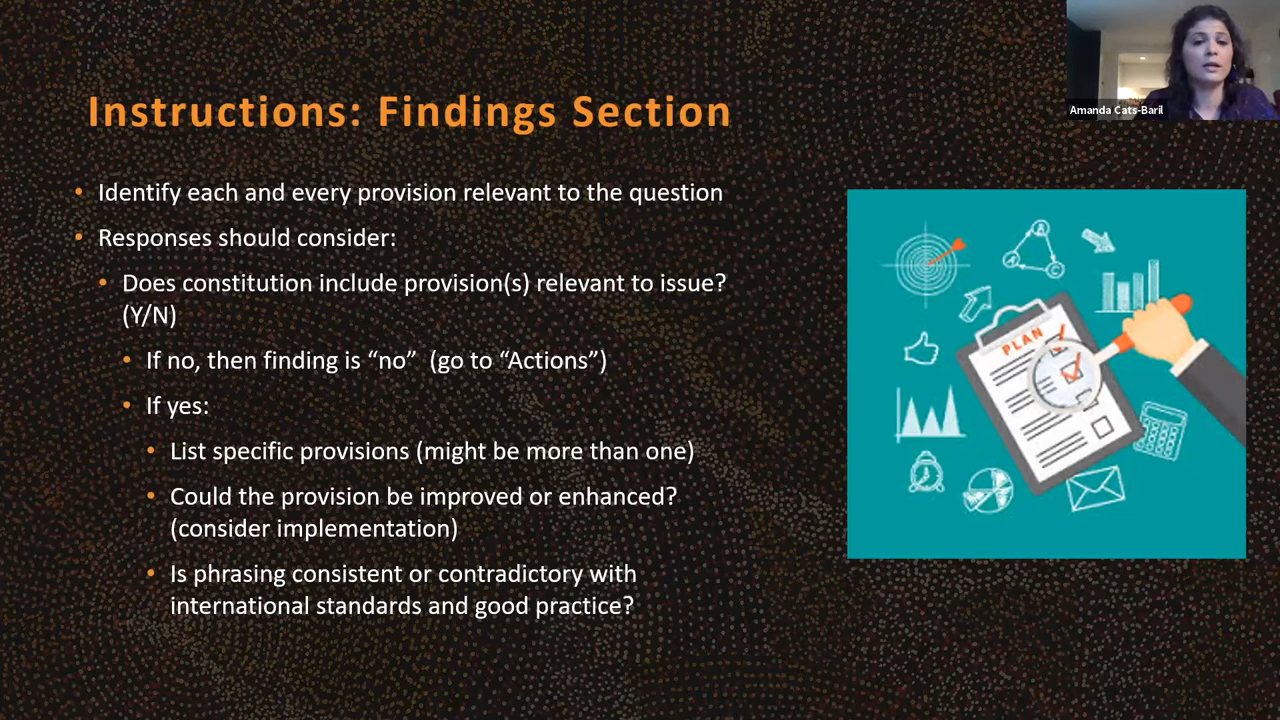 Instructions: Findings Section
Amanda Cats-Baril
• Identify each and every provision relevant to the question
• Responses should consider:
• Does constitution include provision(s) relevant to issue?
(Y/N)
• If no, then finding is “no” (go to “Actions”)
• If yes:
• List specific provisions (might be more than one)
• Could the provision be improved or enhanced?
(consider implementation)
• Is phrasing consistent or contradictory with
international standards and good practice?
PLAN
A
A
C